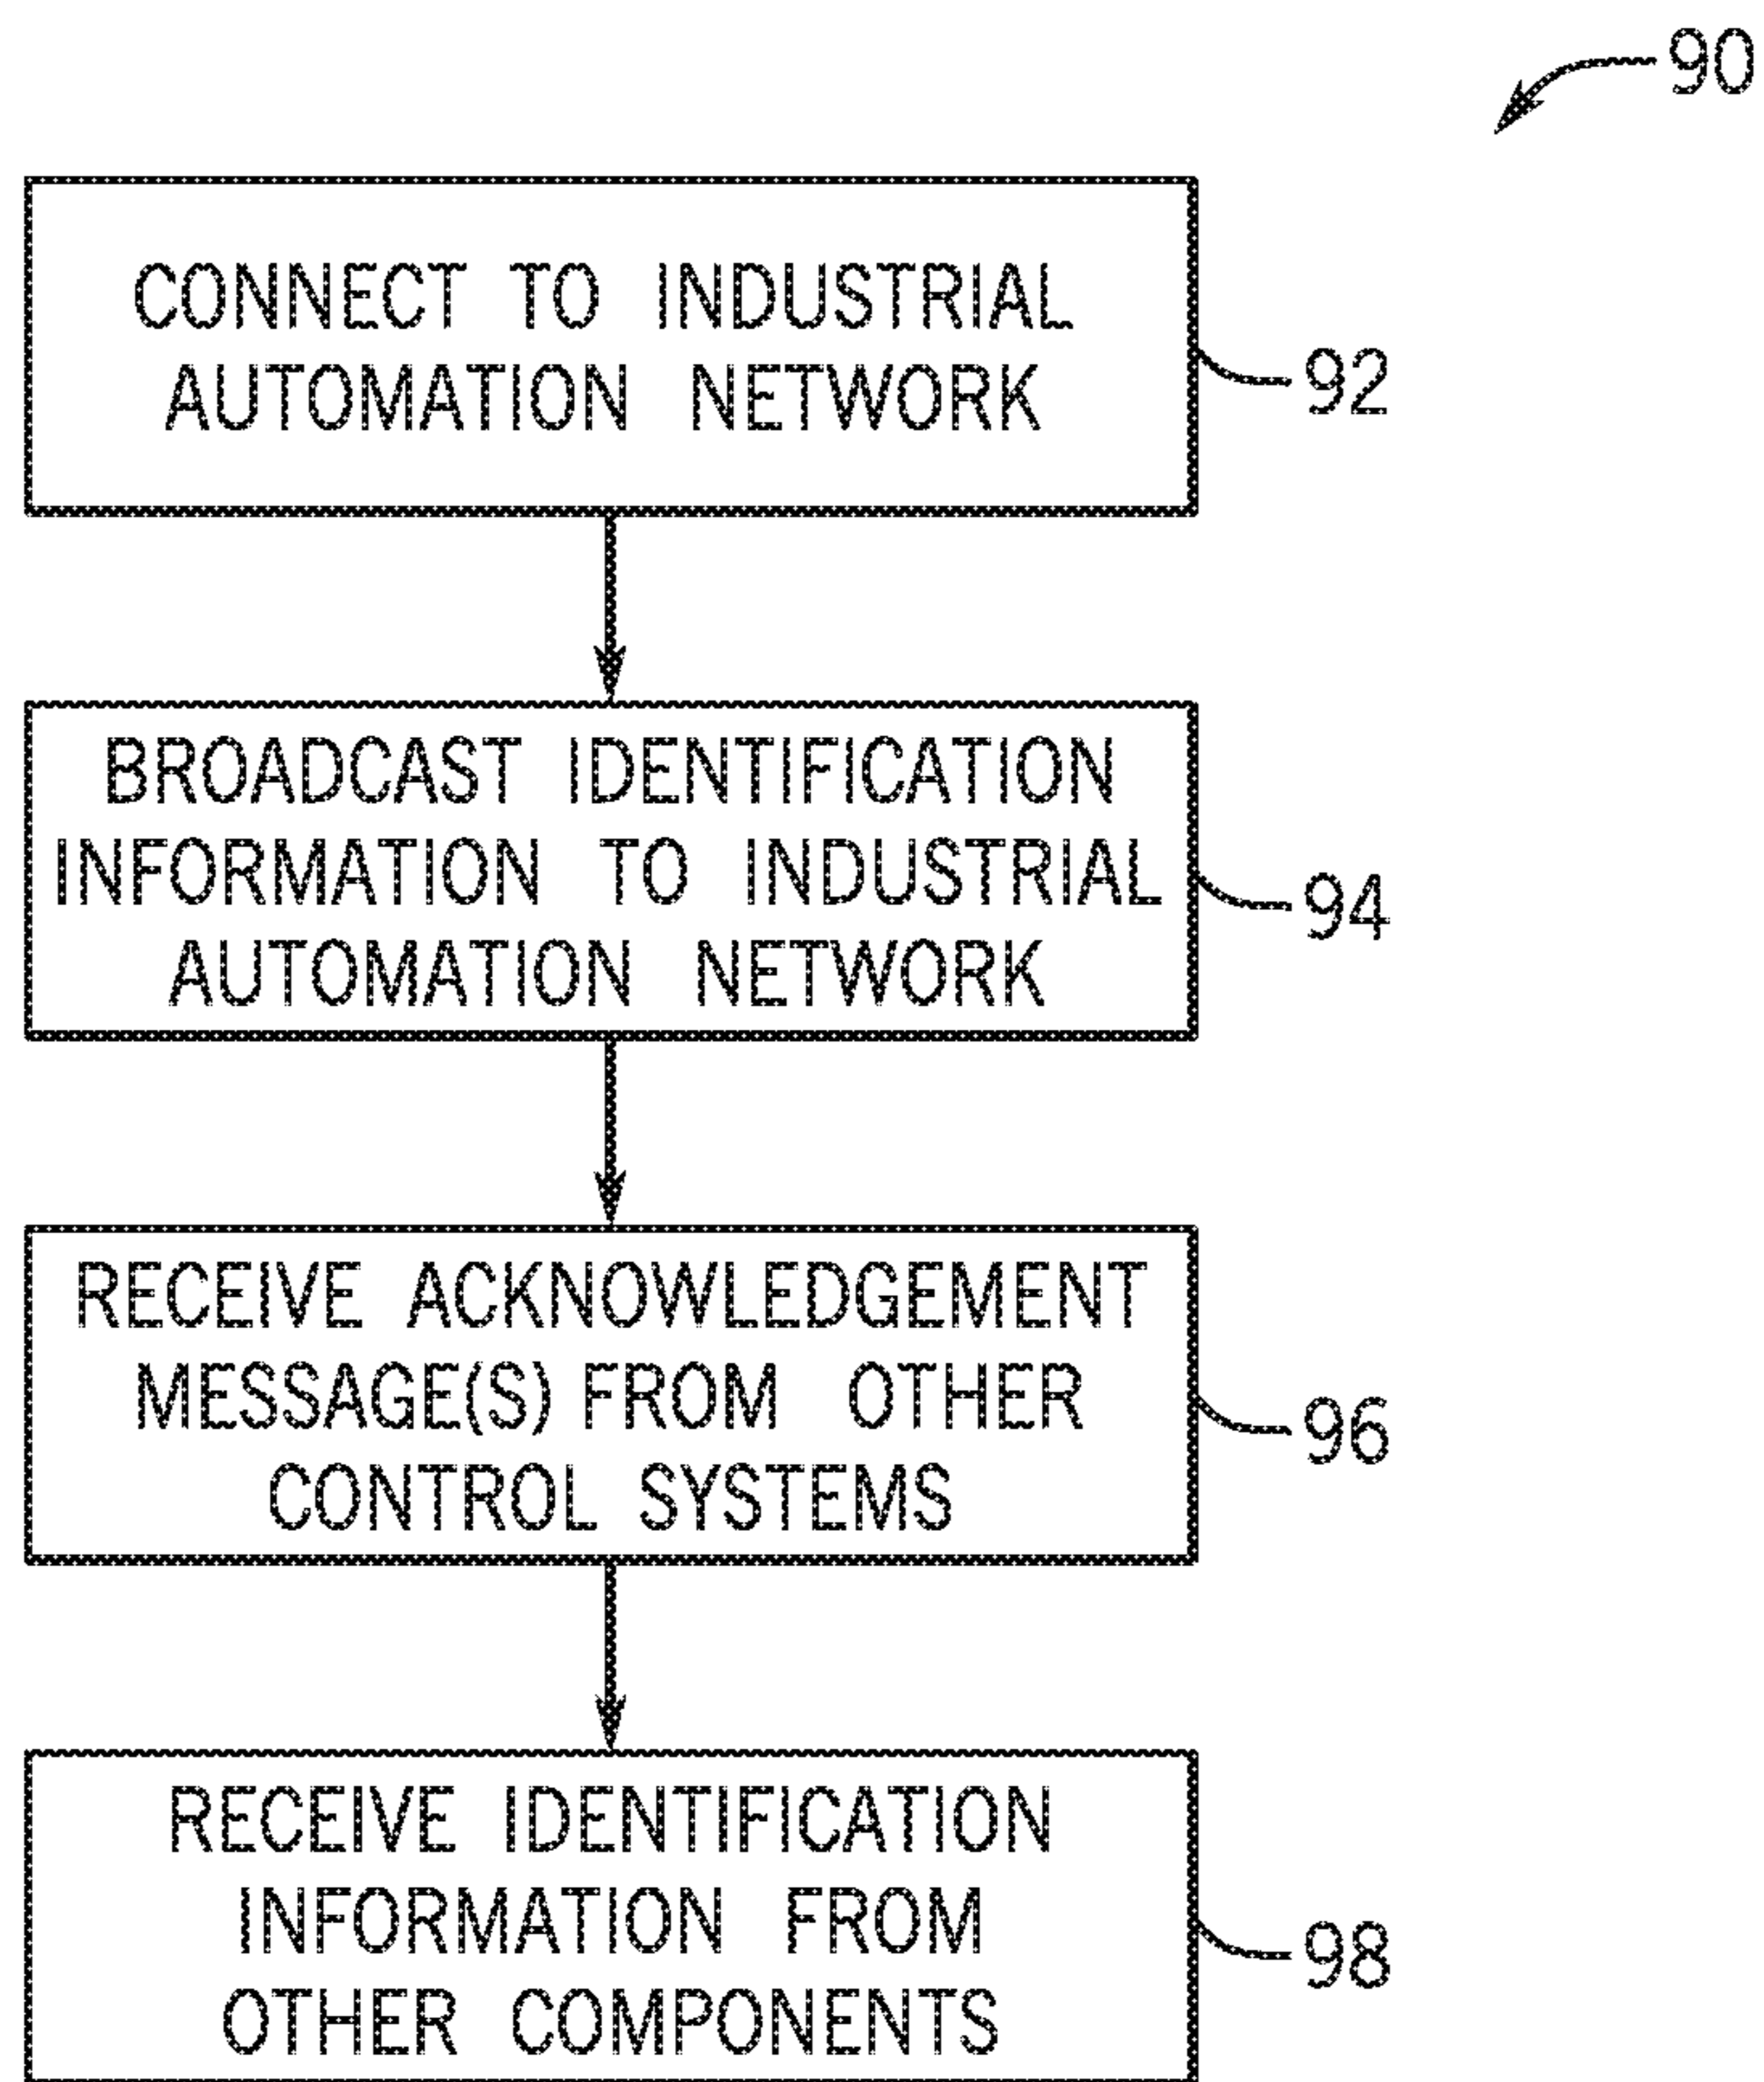 90
CONNECT TO INDUSTRIAL
AUTOMATION NETWORK
92
BROADCAST IDENTIFICATION
INFORMATION TO INDUSTRIAL
AUTOMATION NETWORK
94
RECEIVE ACKNOWLEDGEMENT
MESSAGE(S) FROM OTHER
CONTROL SYSTEMS
96
RECEIVE IDENTIFICATION
INFORMATION FROM
OTHER COMPONENTS
98